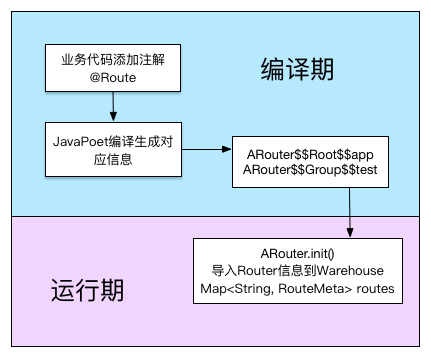 业务代码添加注解
@Route
编译期
JavaPoet编译生成对
应信息
ARouter$$Root$$app
ARouter$$Group$$test
ARouter.init()
导入Router信息到Warehouse
Map<String, RouteMeta> routes
运行期